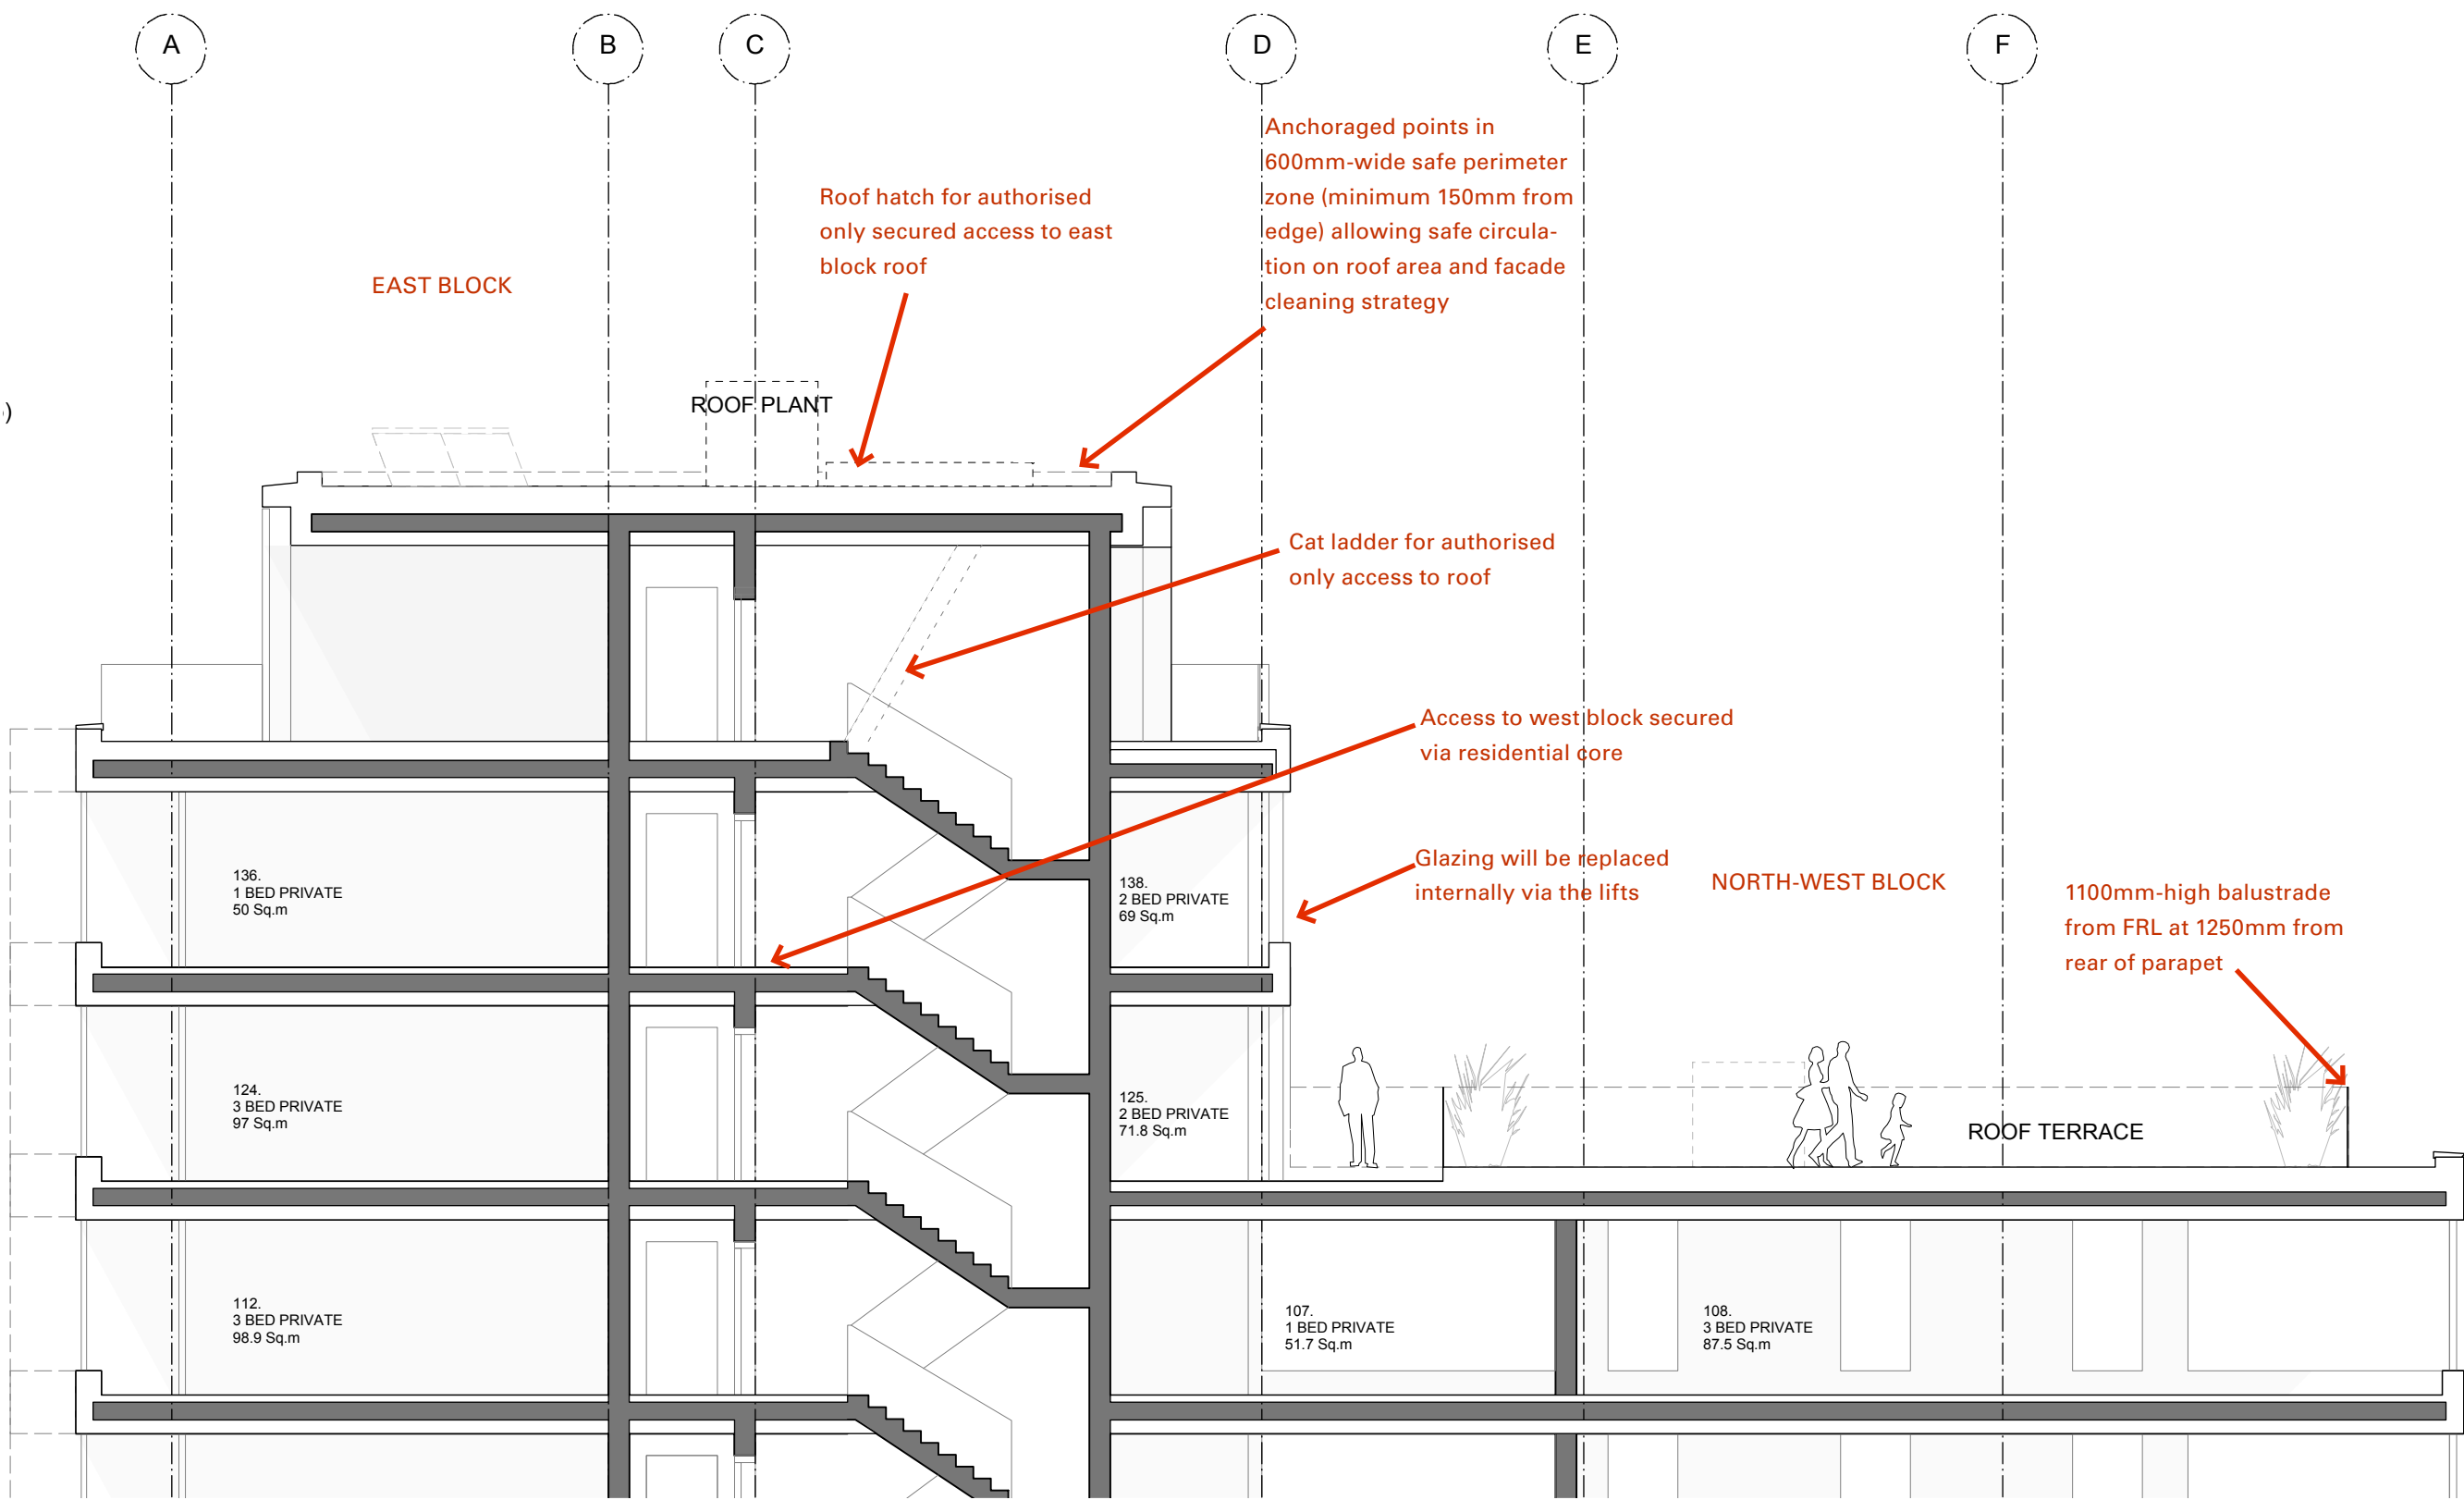 A
B
C
D
E
F
Anchoraged points in
600mm-wide safe perimeter
zone (minimum 150mm from
edge) allowing safe circula-
tion on roof area and facade
cleaning strategy
Roof hatch for authorised
only secured access to east
block roof
EAST BLOCK
)
ROOF PLANT
Cat ladder for authorised
only access to roof
Access to west block secured
via residential core
Glazing will be replaced
internally via the lifts
NORTH-WEST BLOCK
1100mm-high balustrade
from FRL at 1250mm from
rear of parapet
136.
1 BED PRIVATE
50 Sq.m
138.
2 BED PRIVATE
69 Sq.m
124.
3 BED PRIVATE
97 Sq.m
125.
2 BED PRIVATE
71.8 Sq.m
ROOF TERRACE
112.
3 BED PRIVATE
98.9 Sq.m
107.
1 BED PRIVATE
51.7 Sq.m
108.
3 BED PRIVATE
87.5 Sq.m